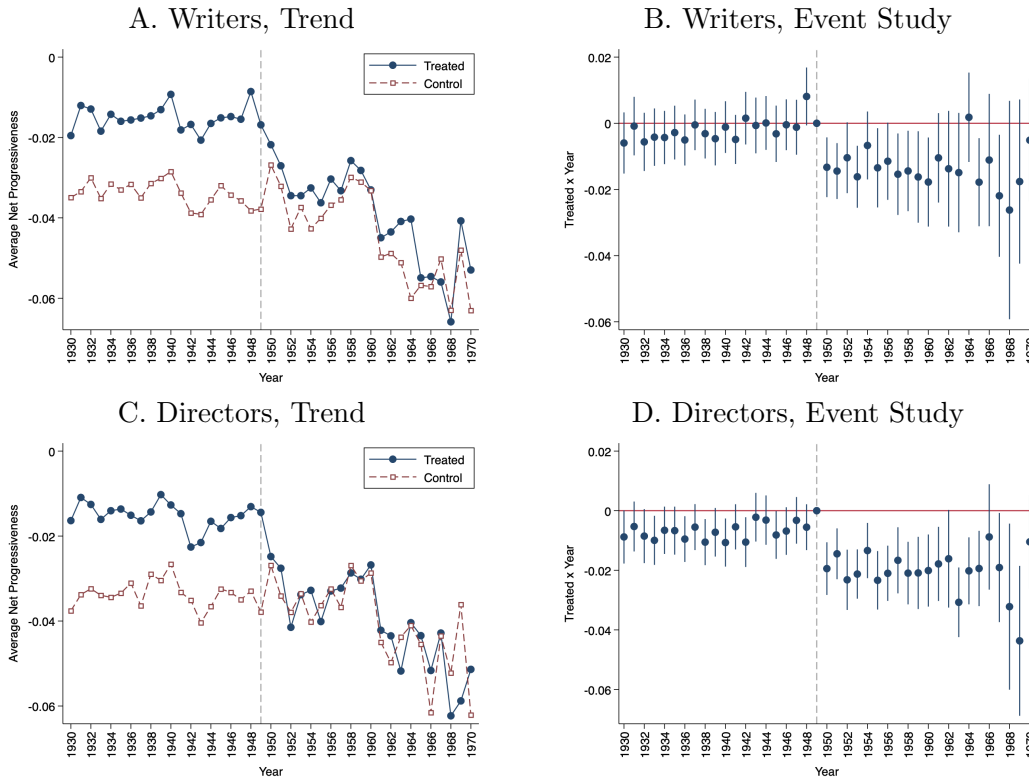 A. Writers, Trend
0
-0.02
-0.04
-0.06
Average Net Progressiveness
Treated
Control
1930 1932 1934 1936 1938 1940 1942 1944 1946 1948 1950 1952 1954 1956 1958 1960 1962 1964 1966 1968 1970
Year
B. Writers, Event Study
0.02
0
-0.02
-0.04
-0.06
Treated x Year
1930 1932 1934 1936 1938 1940 1942 1944 1946 1948 1950 1952 1954 1956 1958 1960 1962 1964 1966 1968 1970
Year
C. Directors, Trend
0
-0.02
-0.04
-0.06
Average Net Progressiveness
Treated
Control
1930 1932 1934 1936 1938 1940 1942 1944 1946 1948 1950 1952 1954 1956 1958 1960 1962 1964 1966 1968 1970
Year
D. Directors, Event Study
0.02
0
-0.02
-0.04
-0.06
Treated x Year
1930 1932 1934 1936 1938 1940 1942 1944 1946 1948 1950 1952 1954 1956 1958 1960 1962 1964 1966 1968 1970
Year